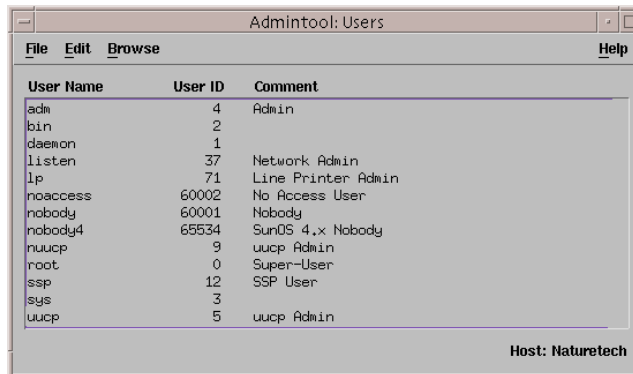 Admintool: Users
File Edit Browse Help
User Name User ID Comment
adm 4 Admin
bin 2
daemon 1
listen 37 Network Admin
lp 71 Line Printer Admin
noaccess 60002 No Access User
nobody 60001 Nobody
nobody4 65534 SunOS 4.x Nobody
nuucp 9 uucp Admin
root 0 Super-User
ssp 12 SSP User
sys 3
uucp 5 uucp Admin
Host: Naturetech